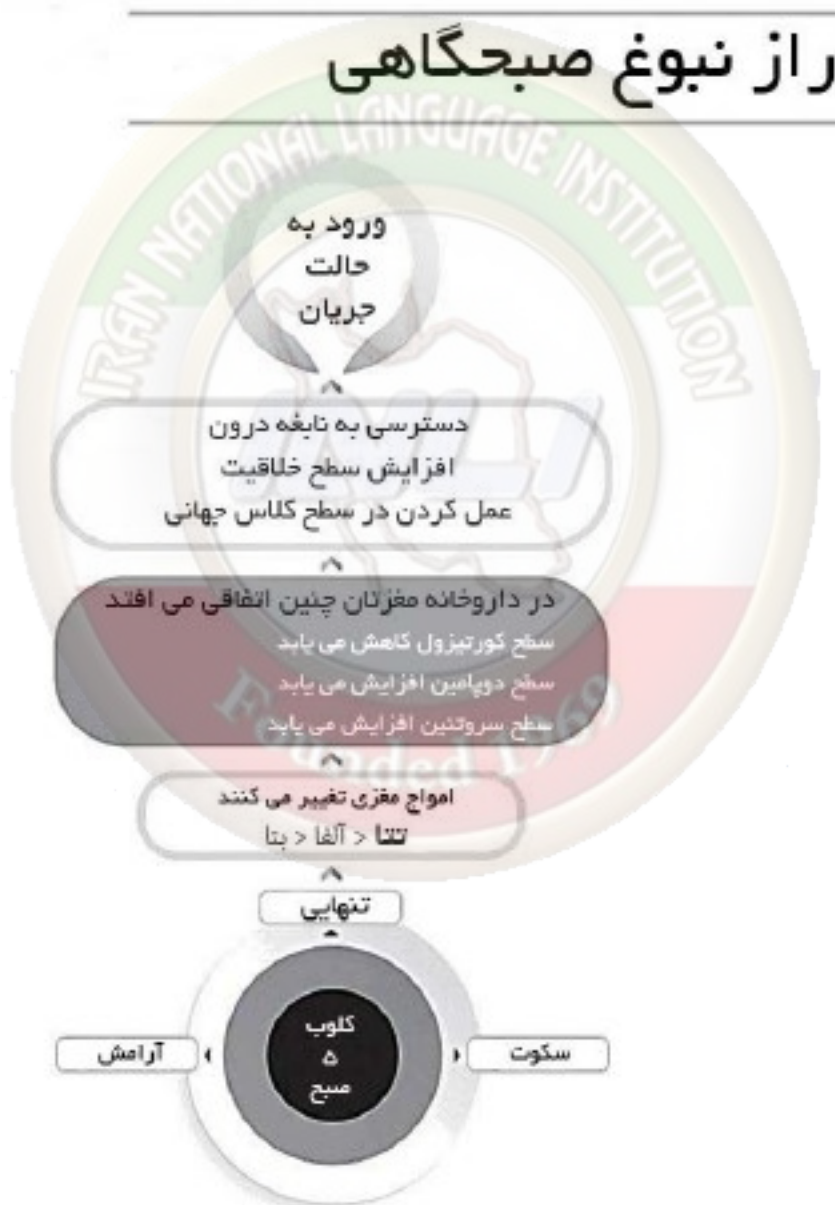 راز نبوغ صبحگاهی
IRAN NATIONAL LANGUAGE INSTITUTION
ورود به
حالت
جریان
دسترسی به نابغه درون
افزایش سطح خلاقیت
عمل کردن در سطح کلاس جهانی
INLI
در داروخانه مغزتان چنین اتفاقی می افتد
سطح کورتیزول کاهش می یابد
سطح دوپامین افزایش می یابد
سطح سروتنین افزایش می یابد
Founded 1969
امواج مغزی تغییر می کنند
تتا < آلفا < بتا
تنهایی
کلوب
۵
صبح
سکوت
آرامش